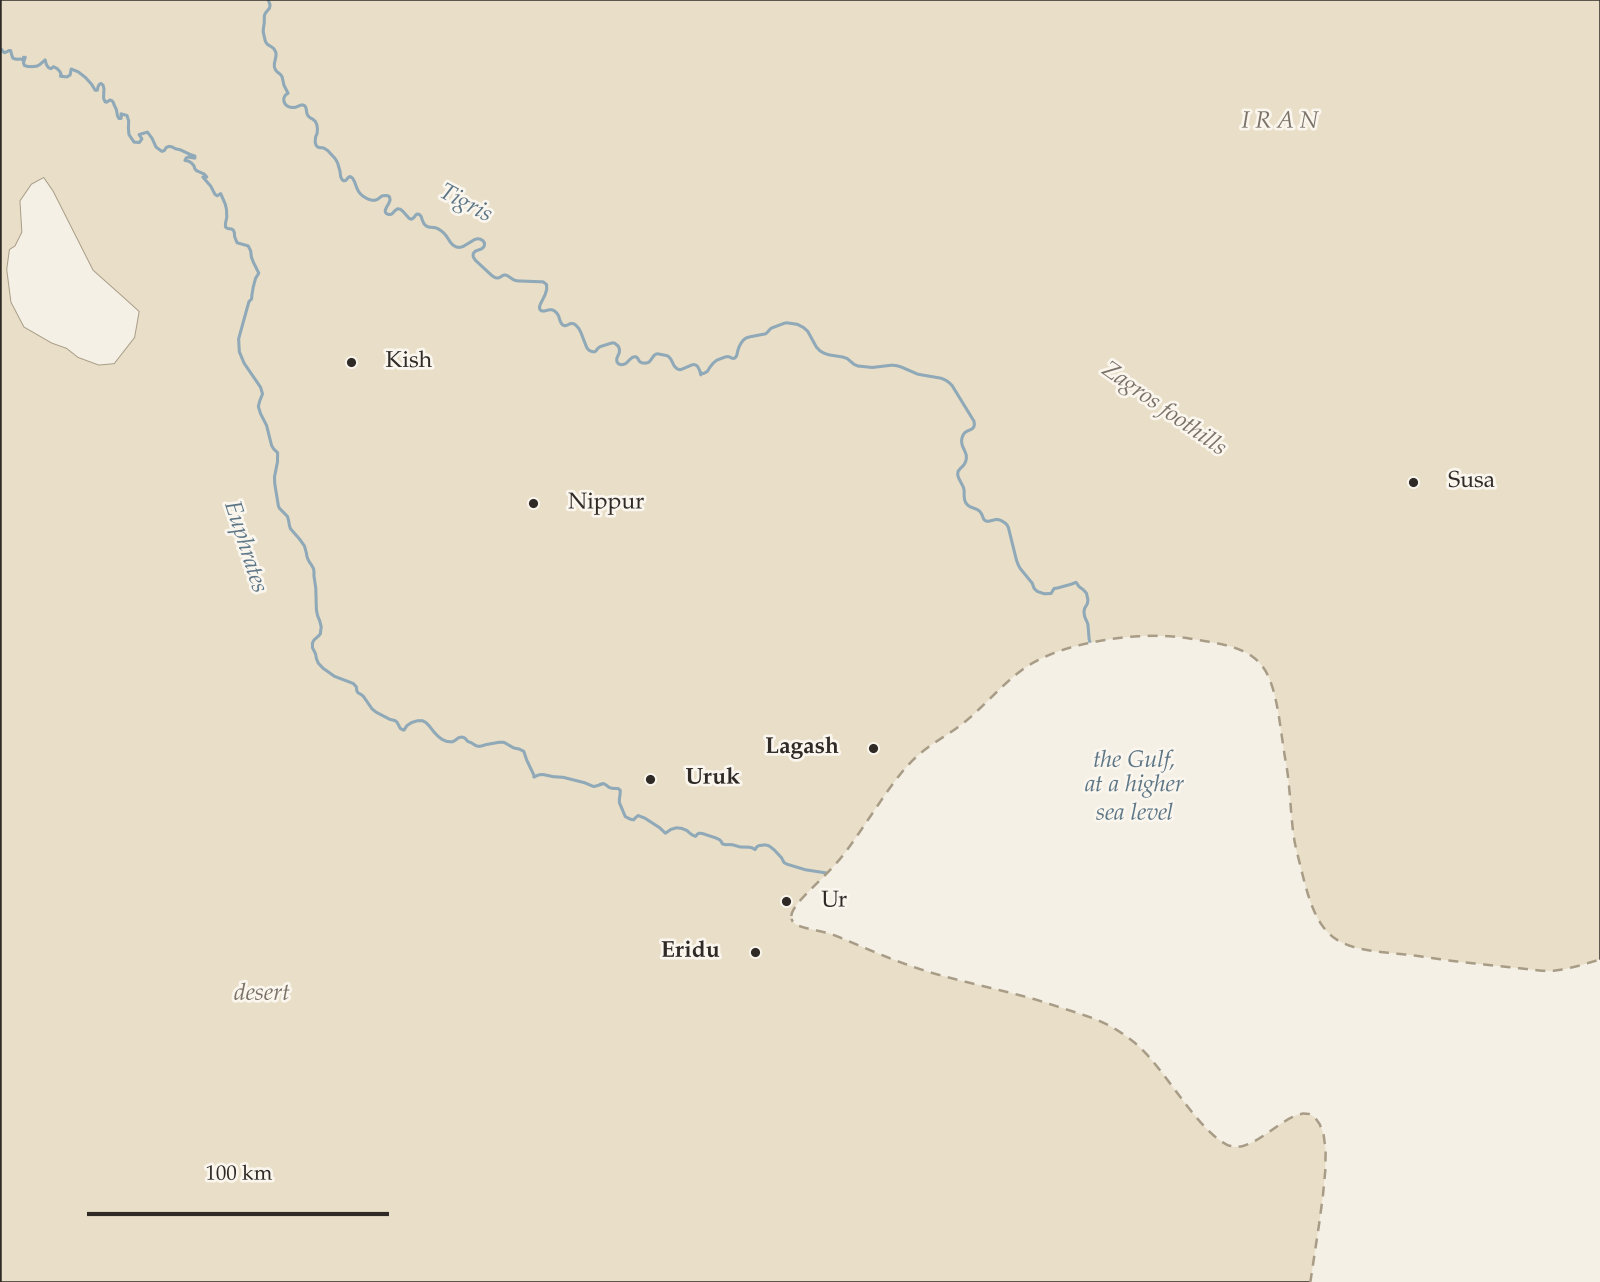 IRAN
Tigris
Kish
Zagros foothills
Susa
Nippur
Euphrates
Lagash
the Gulf,
at a higher
sea level
Uruk
Ur
Eridu
desert
100 km